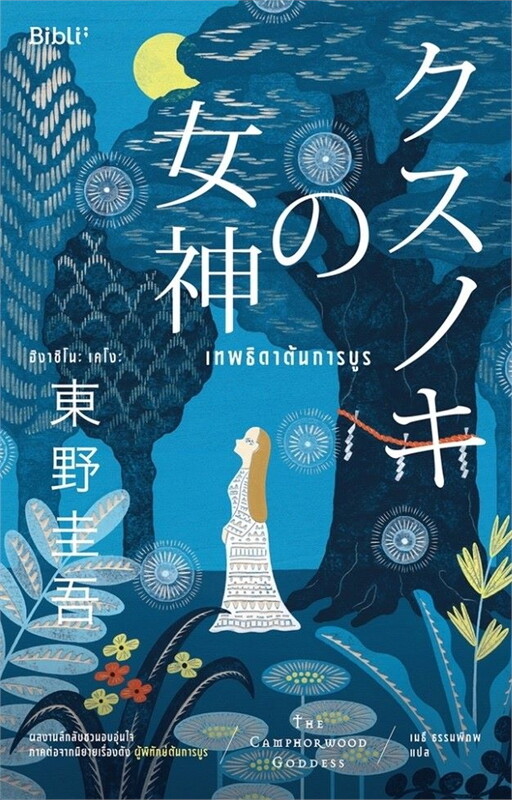 Bibli;
クスノキ
の
女神
เทพธิดาต้นการบูร
ฮิงาชิโนะ เคโงะ
東野圭吾
ผลงานลึกลับชวนอบอุ่นใจ
ภาคต่อจากนิยายเรื่องดัง ผู้พิทักษ์ต้นการบูร
THE
CAMPHORWOOD
GODDESS
เมธี ธรรมพิภพ
แปล